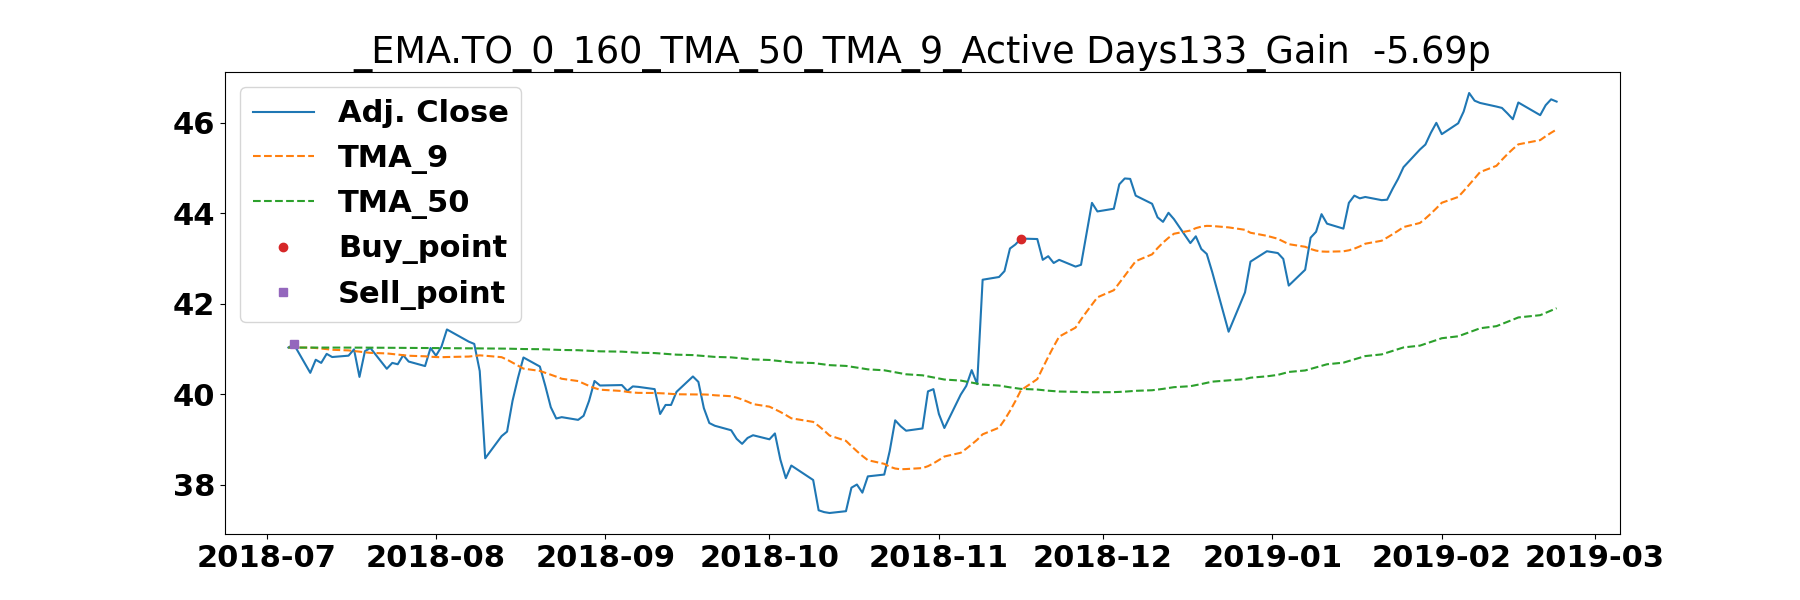 _EMA.TO_0_160_TMA_50_TMA_9_Active Days133_Gain  -5.69p
Adj. Close
TMA_9
TMA_50
Buy_point
Sell_point
46
44
42
40
38
2018-07 2018-08 2018-09 2018-10 2018-11 2018-12 2019-01 2019-02 2019-03